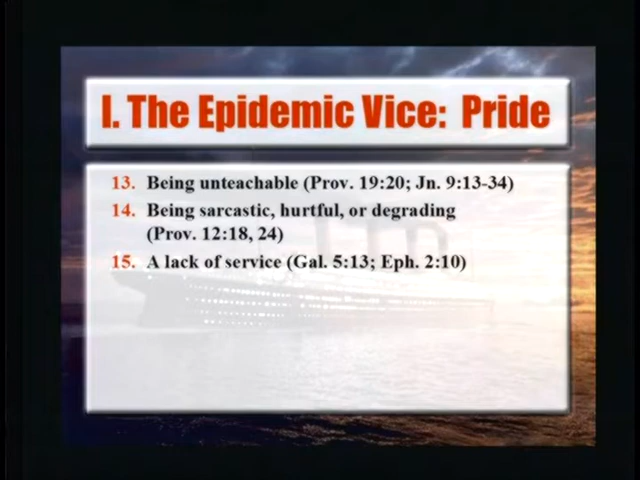 I. The Epidemic Vice: Pride
13. Being unteachable (Prov. 19:20; Jn. 9:13-34)
14. Being sarcastic, hurtful, or degrading
(Prov. 12:18, 24)
15. A lack of service (Gal. 5:13; Eph. 2:10)